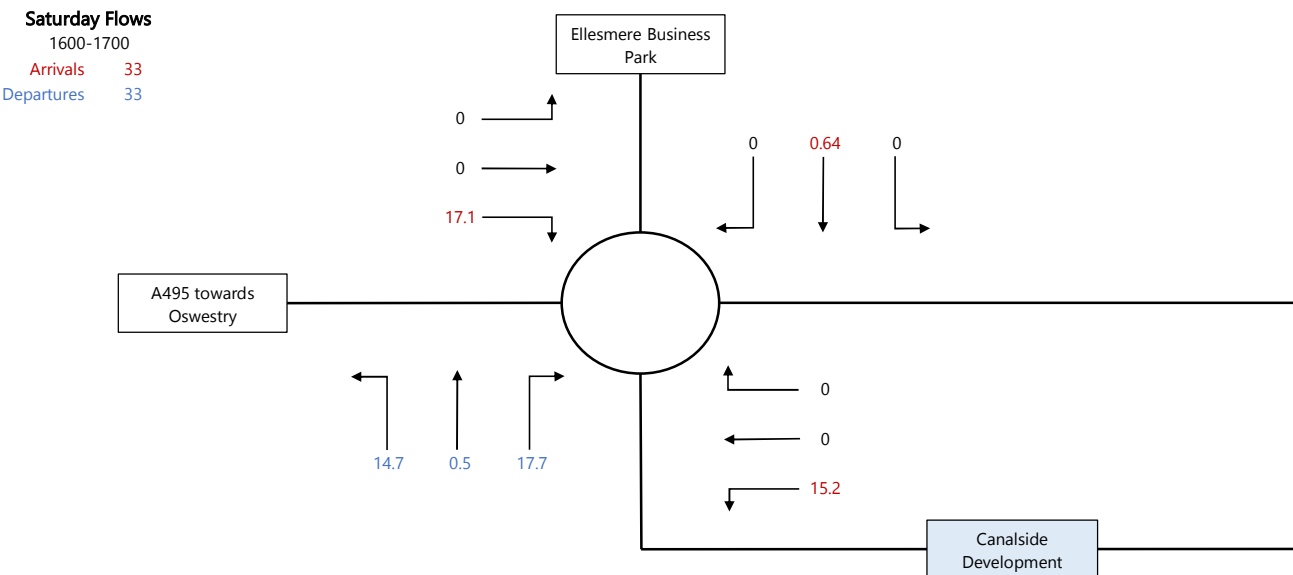 Saturday Flows
1600-1700
Arrivals 33
Departures 33
Ellesmere Business
Park
0
0
17.1
0 0.64 0
A495 towards
Oswestry
0
0
15.2
14.7 0.5 17.7
Canalside
Development